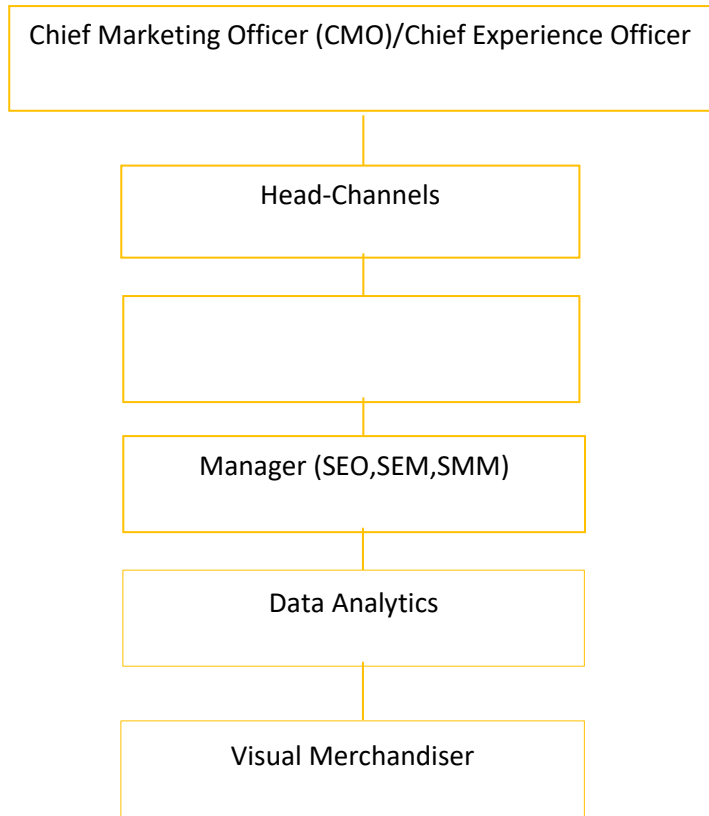 Chief Marketing Officer (CMO)/Chief Experience Officer
Head-Channels
Manager (SEO,SEM,SMM)
Data Analytics
Visual Merchandiser